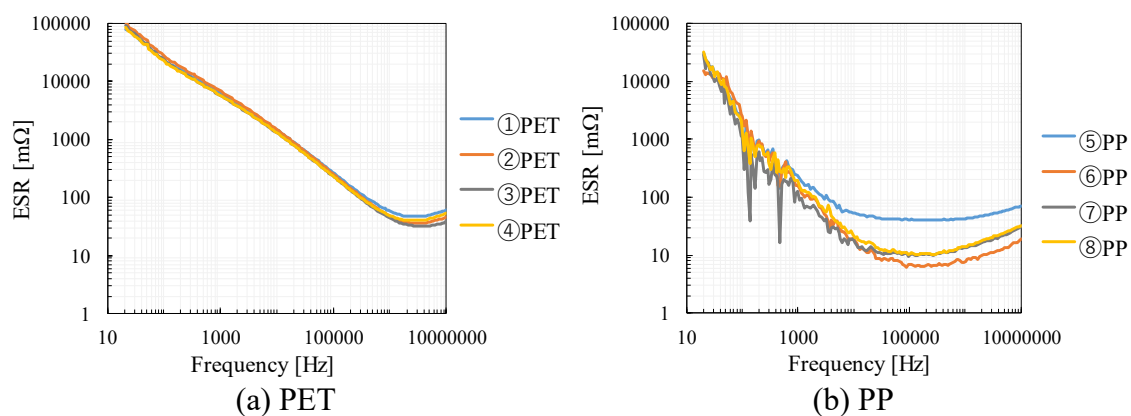 100000
10000
1000
100
10
1
ESR [mΩ]
10 1000 100000 10000000
Frequency [Hz]
①PET
②PET
③PET
④PET
(a) PET
100000
10000
1000
100
10
1
ESR [mΩ]
10 1000 100000 10000000
Frequency [Hz]
⑤PP
⑥PP
⑦PP
⑧PP
(b) PP